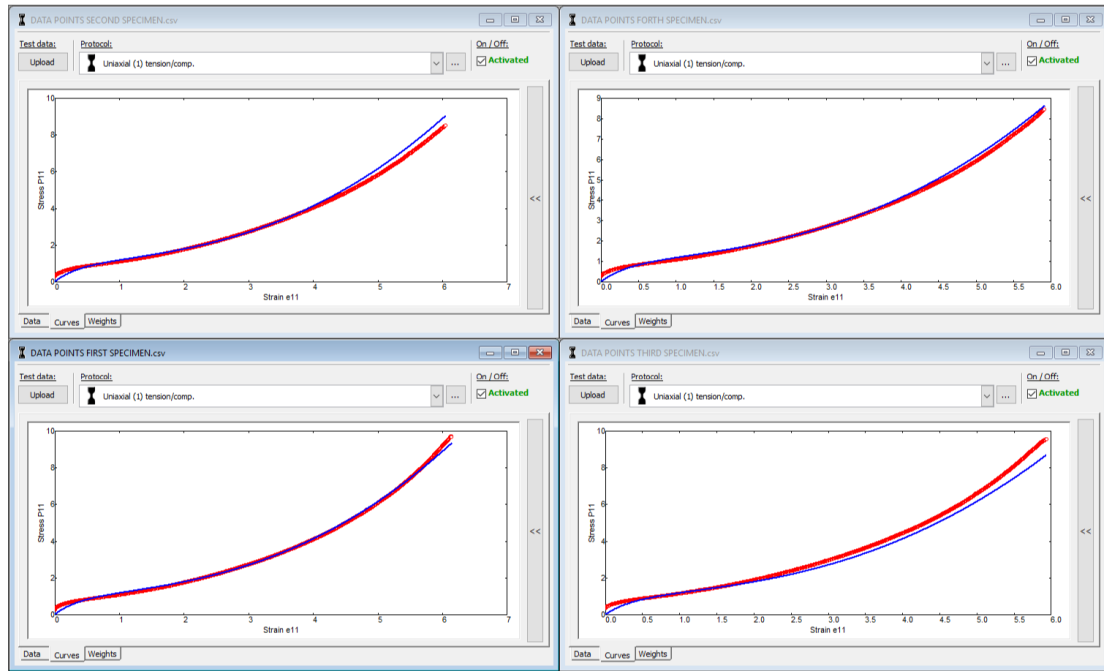 DATA POINTS SECOND SPECIMEN.csv
Test data: Protocol: On / Off:
Upload Uniaxial (1) tension/comp. ... Activated
10
8
6
4
2
0
Stress P11
0 1 2 3 4 5 6 7
Strain e11
<<
Data Curves Weights
DATA POINTS FORTH SPECIMEN.csv
Test data: Protocol: On / Off:
Upload Uniaxial (1) tension/comp. ... Activated
9
8
7
6
5
4
3
2
1
0
Stress P11
0.0 0.5 1.0 1.5 2.0 2.5 3.0 3.5 4.0 4.5 5.0 5.5 6.0
Strain e11
<<
Data Curves Weights
DATA POINTS FIRST SPECIMEN.csv
Test data: Protocol: On / Off:
Upload Uniaxial (1) tension/comp. ... Activated
10
8
6
4
2
0
Stress P11
0 1 2 3 4 5 6 7
Strain e11
<<
Data Curves Weights
DATA POINTS THIRD SPECIMEN.csv
Test data: Protocol: On / Off:
Upload Uniaxial (1) tension/comp. ... Activated
10
8
6
4
2
0
Stress P11
0.0 0.5 1.0 1.5 2.0 2.5 3.0 3.5 4.0 4.5 5.0 5.5 6.0
Strain e11
<<
Data Curves Weights